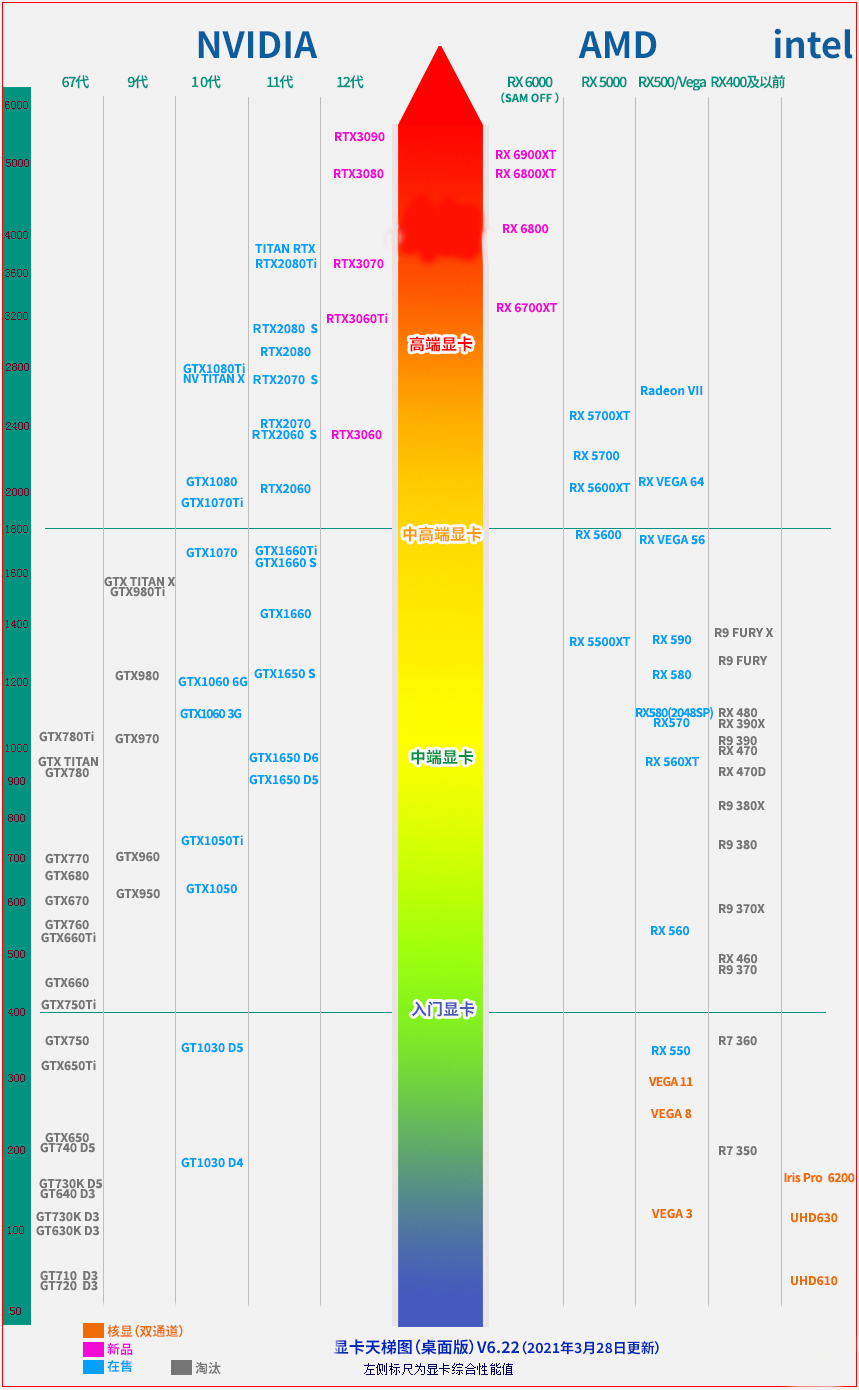 NVIDIA AMD intel
67代 9代 10代 11代 12代 RX 6000 RX 5000 RX500/Vega RX400及以前
(SAM OFF )
6000
RTX3090
RX 6900XT
5000
RTX3080 RX 6800XT
RX 6800
4000
TITAN RTX
RTX2080Ti RTX3070
3600
RX 6700XT
3200 RTX3060Ti
RTX2080 S
高端显卡
RTX2080
2800 GTX1080Ti
NV TITAN X RTX2070 S
Radeon VII
RX 5700XT
2400 RTX2070
RTX2060 S RTX3060
RX 5700
GTX1080 RX VEGA 64
2000 RTX2060 RX 5600XT
GTX1070Ti
1800
中高端显卡 RX 5600
RX VEGA 56
GTX1070 GTX1660Ti
GTX1660 S
1600
GTX TITAN X
GTX980Ti
GTX1660
1400
R9 FURY X
RX 5500XT RX 590
R9 FURY
GTX980 GTX1650 S RX 580
1200 GTX1060 6G
GTX1060 3G RX580(2048SP) RX 480
RX570 RX 390X
GTX780Ti GTX970 R9 390
1000 RX 470
GTX TITAN GTX1650 D6 中端显卡 RX 560XT
GTX780 RX 470D
900 GTX1650 D5
R9 380X
800
GTX1050Ti R9 380
700 GTX770 GTX960
GTX680
GTX950 GTX1050
600 GTX670
R9 370X
GTX760
GTX660Ti RX 560
500 RX 460
R9 370
GTX660
GTX750Ti
400 入门显卡
GTX750 GT1030 D5 R7 360
RX 550
GTX650Ti
300 VEGA 11
VEGA 8
GTX650
GT740 D5
200 R7 350
GT1030 D4
Iris Pro 6200
GT730K D5
GT640 D3
GT730K D3 VEGA 3 UHD630
100 GT630K D3
GT710 D3
GT720 D3 UHD610
50
核显(双通道)
新品 显卡天梯图(桌面版) V6.22 (2021年3月28日更新)
在售 淘汰 左侧标尺为显卡综合性能值